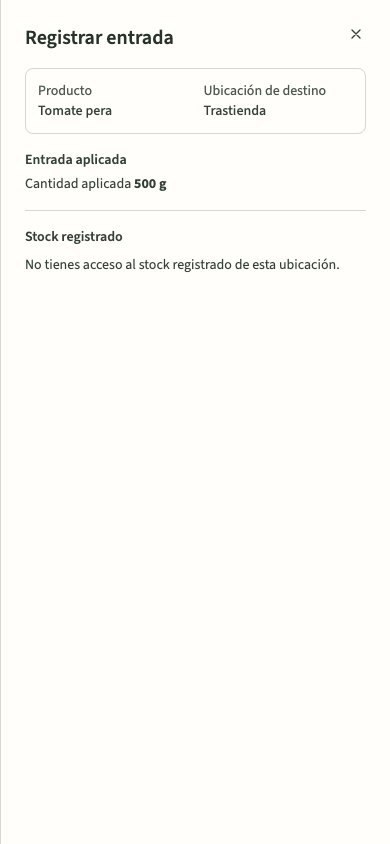 Registrar entrada
Producto
Tomate pera
Ubicación de destino
Trastienda
Entrada aplicada
Cantidad aplicada 500 g
Stock registrado
No tienes acceso al stock registrado de esta ubicación.